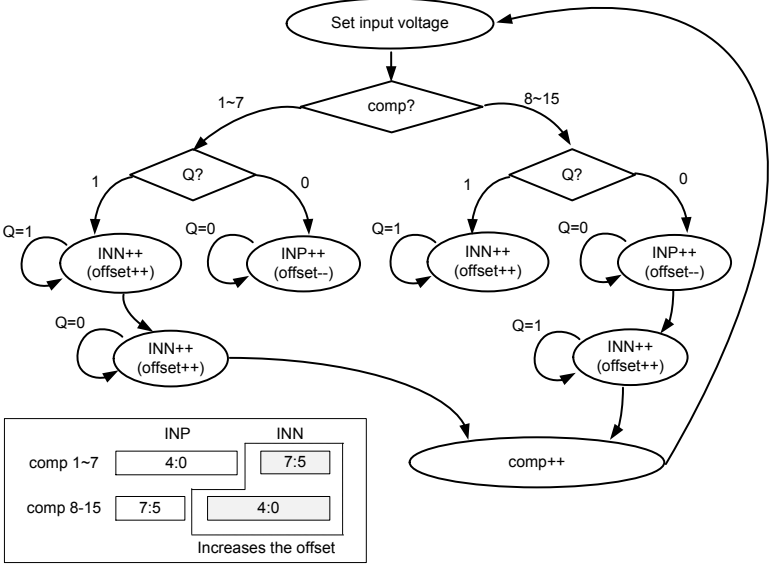 Set input voltage
comp?
1~7
8~15
Q?
Q?
1
0
1
0
Q=1
INN++
(offset++)
Q=0
INP++
(offset--)
Q=1
INN++
(offset++)
Q=0
INP++
(offset--)
Q=0
INN++
(offset++)
Q=1
INN++
(offset++)
comp++
INP
INN
comp 1~7
4:0
7:5
comp 8-15
7:5
4:0
Increases the offset